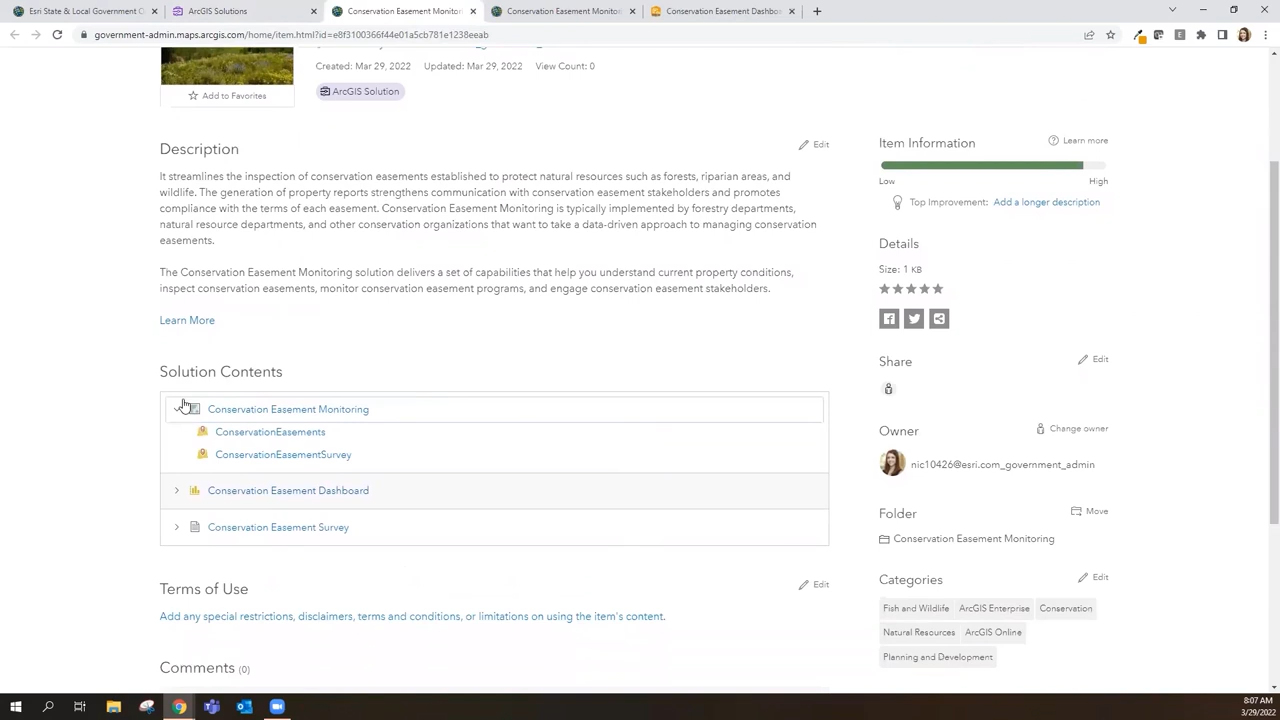 Esri State & Local Government C
ArcGIS Solutions
Conservation Easement Monitori
Conservation Easement Monitori
Conservation Easement Dashbo
government-admin.maps.arcgis.com/home/item.html?id=e8f3100366f44e01a5cb781e1238eeab
Created: Mar 29, 2022 Updated: Mar 29, 2022 View Count: 0
Add to Favorites
ArcGIS Solution
Description
Edit
It streamlines the inspection of conservation easements established to protect natural resources such as forests, riparian areas, and
wildlife. The generation of property reports strengthens communication with conservation easement stakeholders and promotes
compliance with the terms of each easement. Conservation Easement Monitoring is typically implemented by forestry departments,
natural resource departments, and other conservation organizations that want to take a data-driven approach to managing conservation
easements.
The Conservation Easement Monitoring solution delivers a set of capabilities that help you understand current property conditions,
inspect conservation easements, monitor conservation easement programs, and engage conservation easement stakeholders.
Learn More
Solution Contents
Conservation Easement Monitoring
ConservationEasements
ConservationEasementSurvey
Conservation Easement Dashboard
Conservation Easement Survey
Terms of Use
Edit
Add any special restrictions, disclaimers, terms and conditions, or limitations on using the item's content.
Comments (0)
Item Information
Learn more
Low High
Top Improvement: Add a longer description
Details
Size: 1 KB
Share
Edit
Owner
Change owner
nic10426@esri.com_government_admin
Folder
Move
Conservation Easement Monitoring
Categories
Edit
Fish and Wildlife ArcGIS Enterprise Conservation
Natural Resources ArcGIS Online
Planning and Development
8:07 AM
3/29/2022